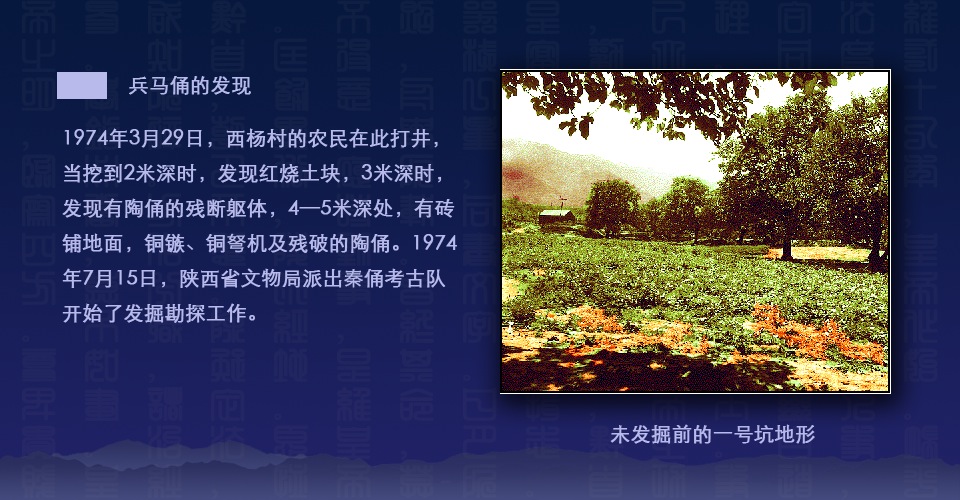 兵马俑的发现
1974年3月29日，西杨村的农民在此打井，
当挖到2米深时，发现红烧土块，3米深时，
发现有陶俑的残断躯体，4—5米深处，有砖
铺地面，铜镞、铜弩机及残破的陶俑。1974
年7月15日，陕西省文物局派出秦俑考古队
开始了发掘勘探工作。
未发掘前的一号坑地形